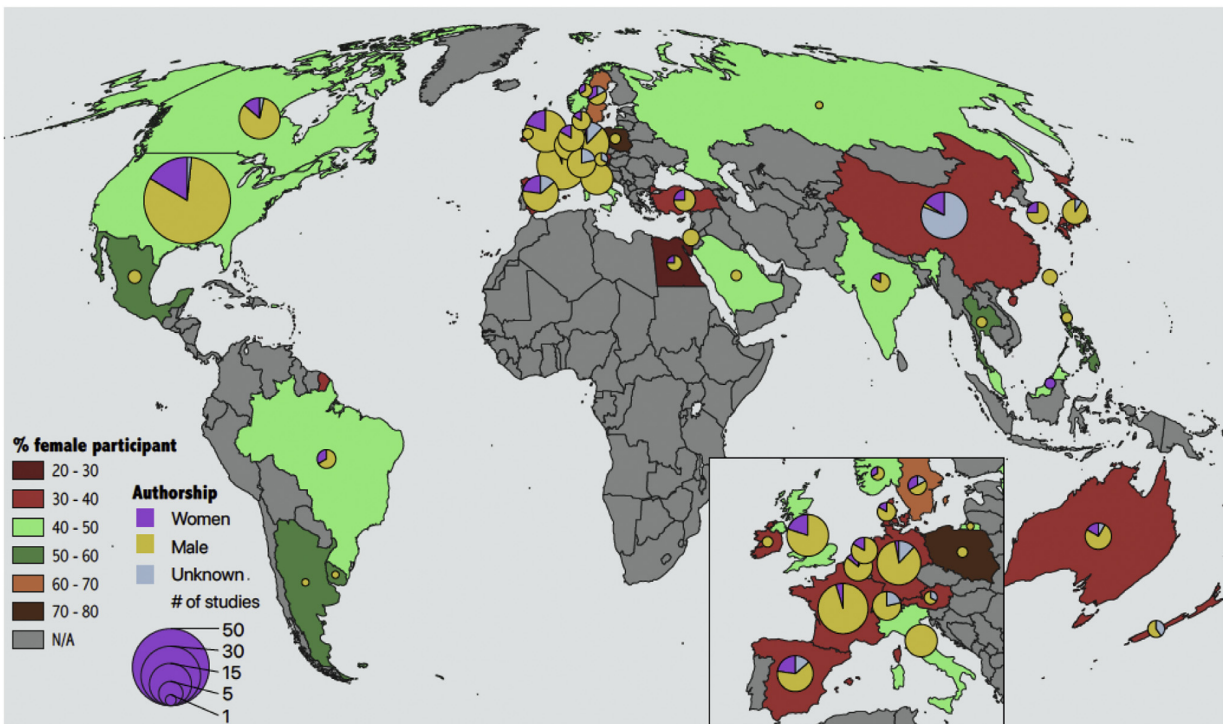 % female participant
20 - 30
30 - 40
40 - 50
50 - 60
60 - 70
70 - 80
N/A
Authorship
Women
Male
Unknown.
# of studies
50
30
15
5
1